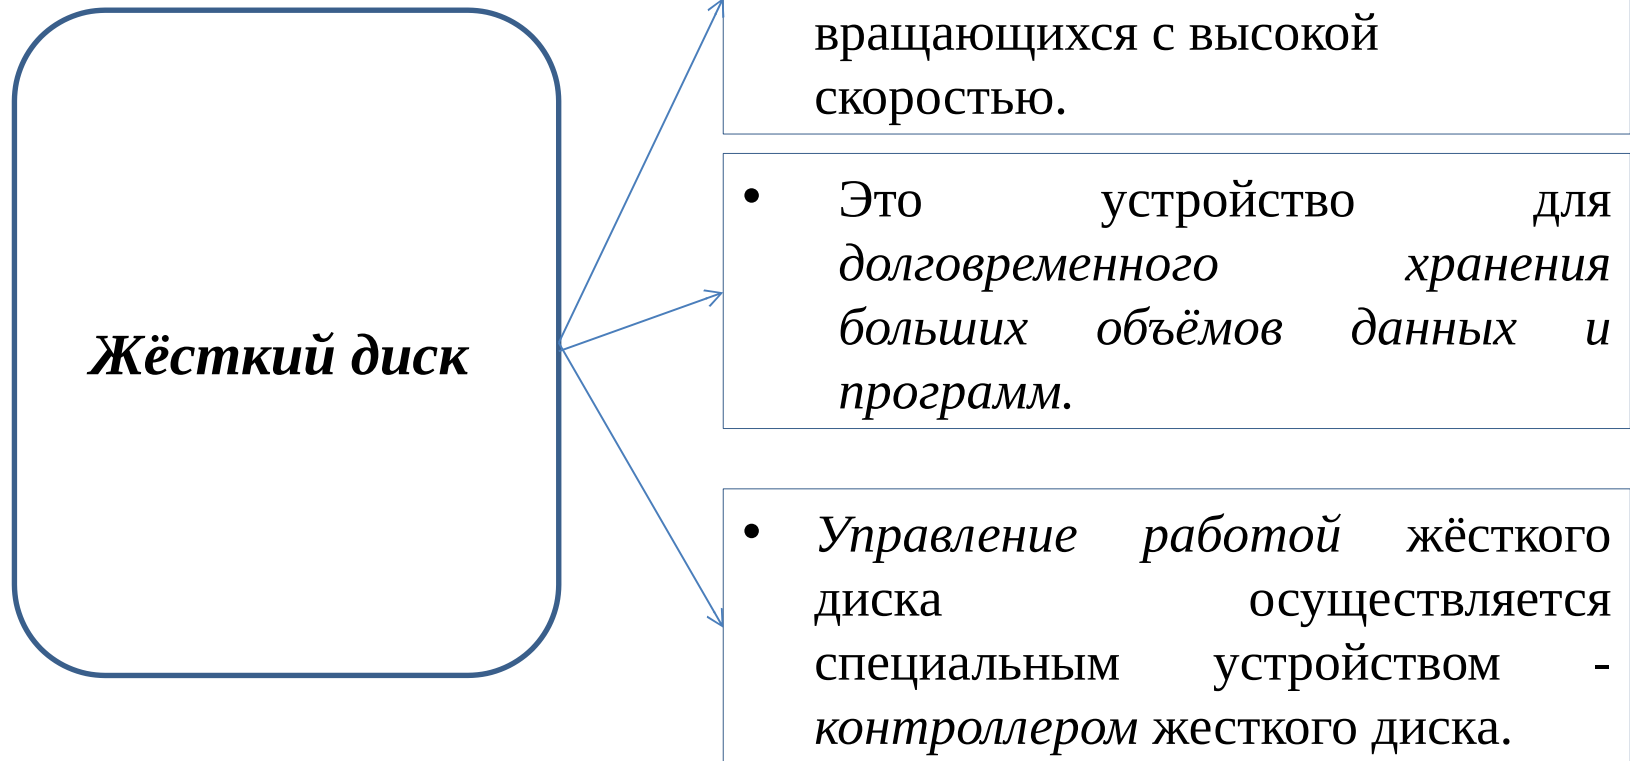 Жёсткий диск
вращающихся с высокой
скоростью.
• Это устройство для
долговременного хранения
больших объёмов данных и
программ.
• Управление работой жёсткого
диска осуществляется
специальным устройством -
контроллером жесткого диска.